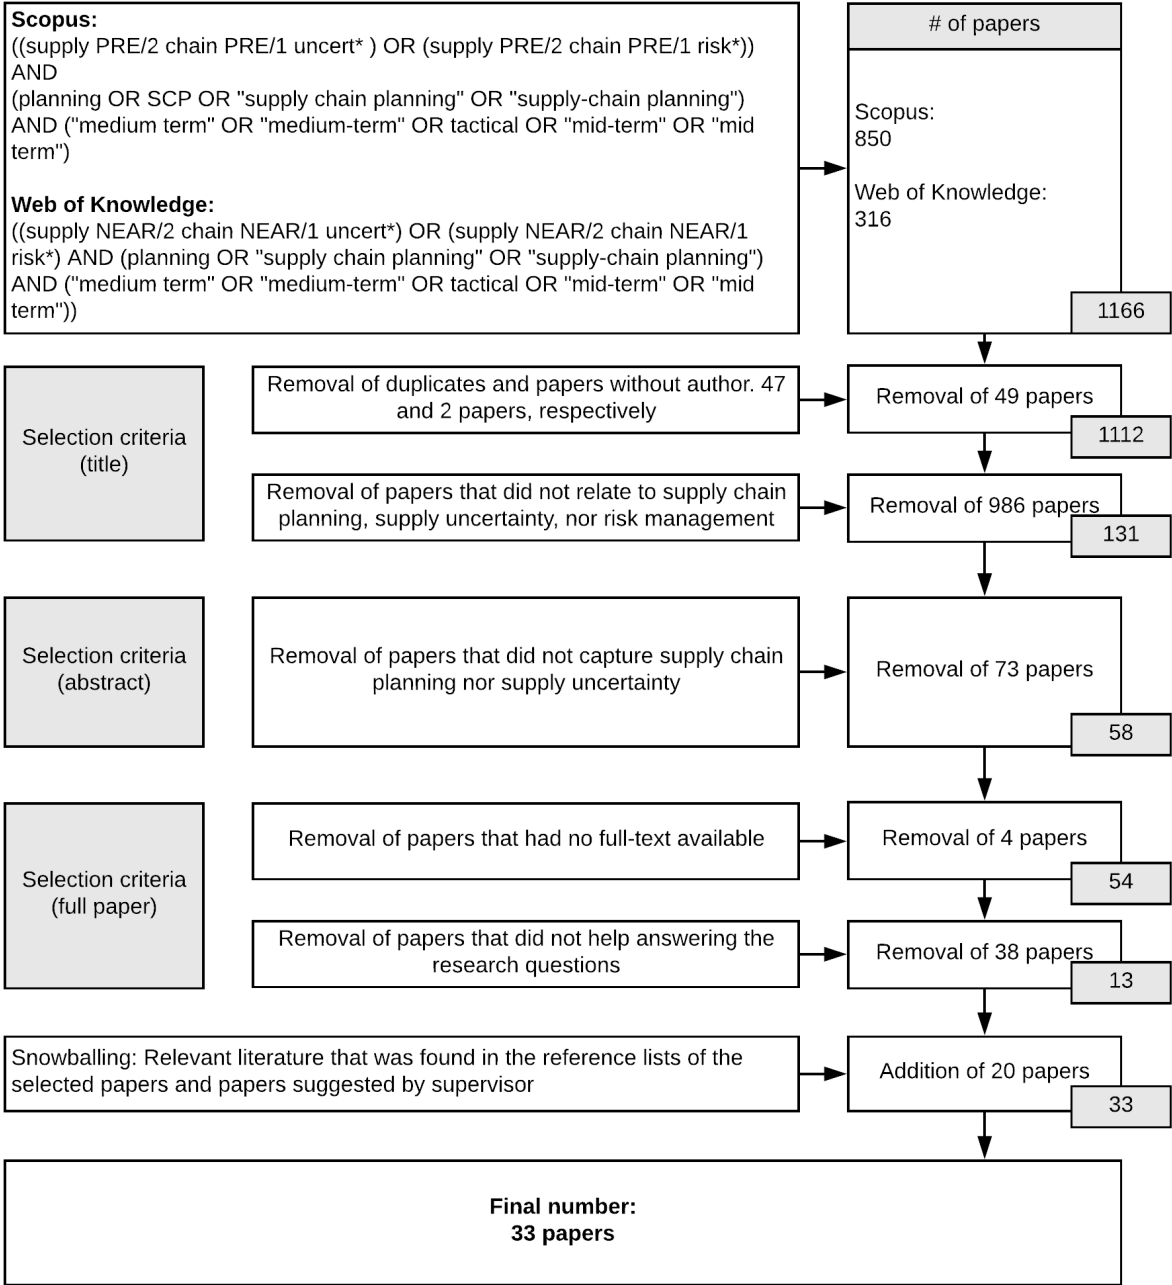 Scopus:
((supply PRE/2 chain PRE/1 uncert* ) OR (supply PRE/2 chain PRE/1 risk*))
AND
(planning OR SCP OR "supply chain planning" OR "supply-chain planning")
AND ("medium term" OR "medium-term" OR tactical OR "mid-term" OR "mid
term")
Web of Knowledge:
((supply NEAR/2 chain NEAR/1 uncert*) OR (supply NEAR/2 chain NEAR/1
risk*) AND (planning OR "supply chain planning" OR "supply-chain planning")
AND ("medium term" OR "medium-term" OR tactical OR "mid-term" OR "mid
term"))
# of papers
Scopus:
850
Web of Knowledge:
316
1166
Selection criteria
(title)
Removal of duplicates and papers without author. 47
and 2 papers, respectively
Removal of 49 papers
1112
Removal of papers that did not relate to supply chain
planning, supply uncertainty, nor risk management
Removal of 986 papers
131
Selection criteria
(abstract)
Removal of papers that did not capture supply chain
planning nor supply uncertainty
Removal of 73 papers
58
Selection criteria
(full paper)
Removal of papers that had no full-text available
Removal of 4 papers
54
Removal of papers that did not help answering the
research questions
Removal of 38 papers
13
Snowballing: Relevant literature that was found in the reference lists of the
selected papers and papers suggested by supervisor
Addition of 20 papers
33
Final number:
33 papers